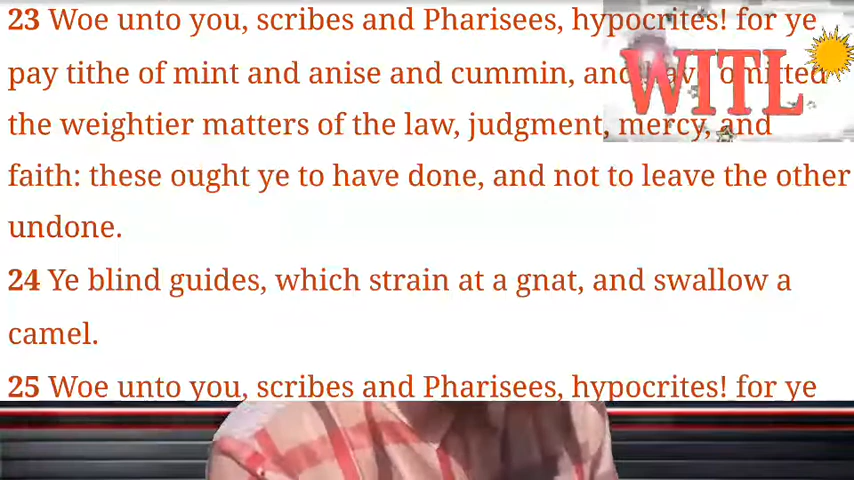 23 Woe unto you, scribes and Pharisees, hypocrites! for ye
WITL
pay tithe of mint and anise and cummin, and have omitted
the weightier matters of the law, judgment, mercy, and
faith: these ought ye to have done, and not to leave the other
undone.
24 Ye blind guides, which strain at a gnat, and swallow a
camel.
25 Woe unto you, scribes and Pharisees, hypocrites! for ye